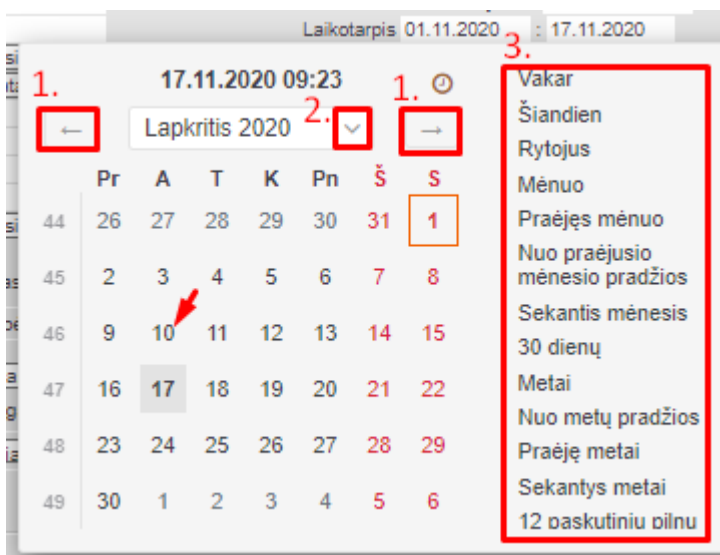 Laikotarpis 01.11.2020 : 17.11.2020
1. 17.11.2020 09:23 1.
← Lapkritis 2020 2. →
Pr A T K Pn Š S
44 26 27 28 29 30 31 1
45 2 3 4 5 6 7 8
46 9 10 11 12 13 14 15
47 16 17 18 19 20 21 22
48 23 24 25 26 27 28 29
49 30 1 2 3 4 5 6
3.
Vakar
Šiandien
Rytojus
Mėnuo
Praėjęs mėnuo
Nuo praėjusio
mėnesio pradžios
Sekantis mėnesis
30 dienų
Metai
Nuo metų pradžios
Praėję metai
Sekantys metai
12 paskutinių pilnų